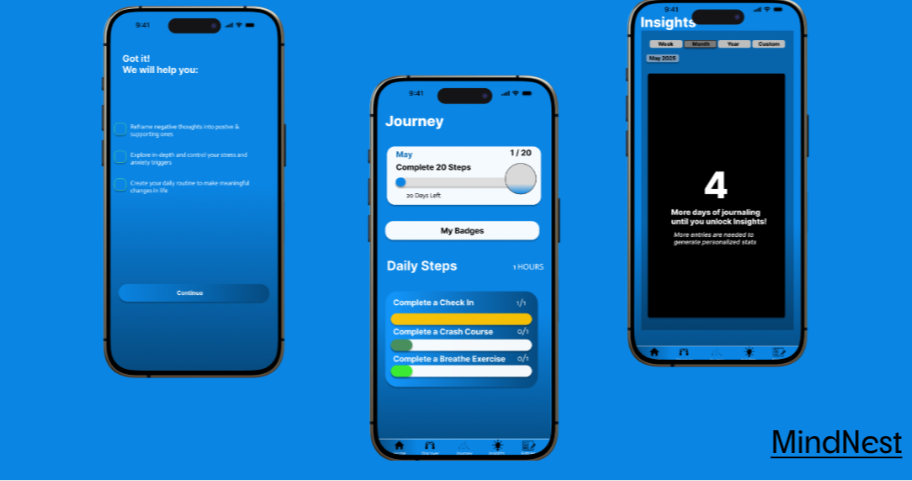 9:41
Got it!
We will help you:
Reframe negative thoughts into postive &
supporting ones
Explore in-depth and control your stress and
anxiety triggers
Create your daily routine to make meaningful
changes in life
Continue
9:41
Journey
May
1 / 20
Complete 20 Steps
20 Days Left
My Badges
Daily Steps
1 HOURS
Complete a Check In
1/1
Complete a Crash Course
0/1
Complete a Breathe Exercise
0/1
Discover
Journey
Insights
9:41
Insights
Week
Month
Year
Custom
May 2025
4
More days of journaling
until you unlock Insights!
More entries are needed to
generate personalized stats
MindNest